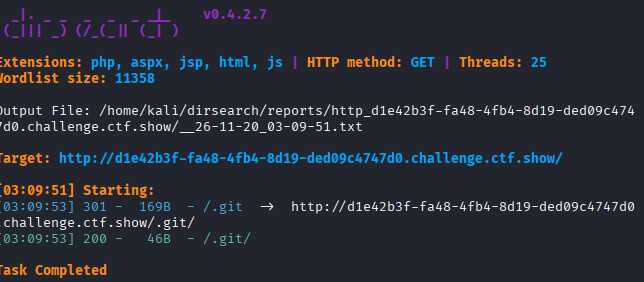 _|. _ _  _  _  _ _|_    v0.4.2.7
(_||| _) (/_(_|| (_| )
Extensions: php, aspx, jsp, html, js | HTTP method: GET | Threads: 25
Wordlist size: 11358
Output File: /home/kali/dirsearch/reports/http_d1e42b3f-fa48-4fb4-8d19-ded09c474
7d0.challenge.ctf.show/__26-11-20_03-09-51.txt
Target: http://d1e42b3f-fa48-4fb4-8d19-ded09c4747d0.challenge.ctf.show/
[03:09:51] Starting:
[03:09:53] 301 -  169B  - /.git  ->  http://d1e42b3f-fa48-4fb4-8d19-ded09c4747d0
.challenge.ctf.show/.git/
[03:09:53] 200 -   46B  - /.git/
Task Completed